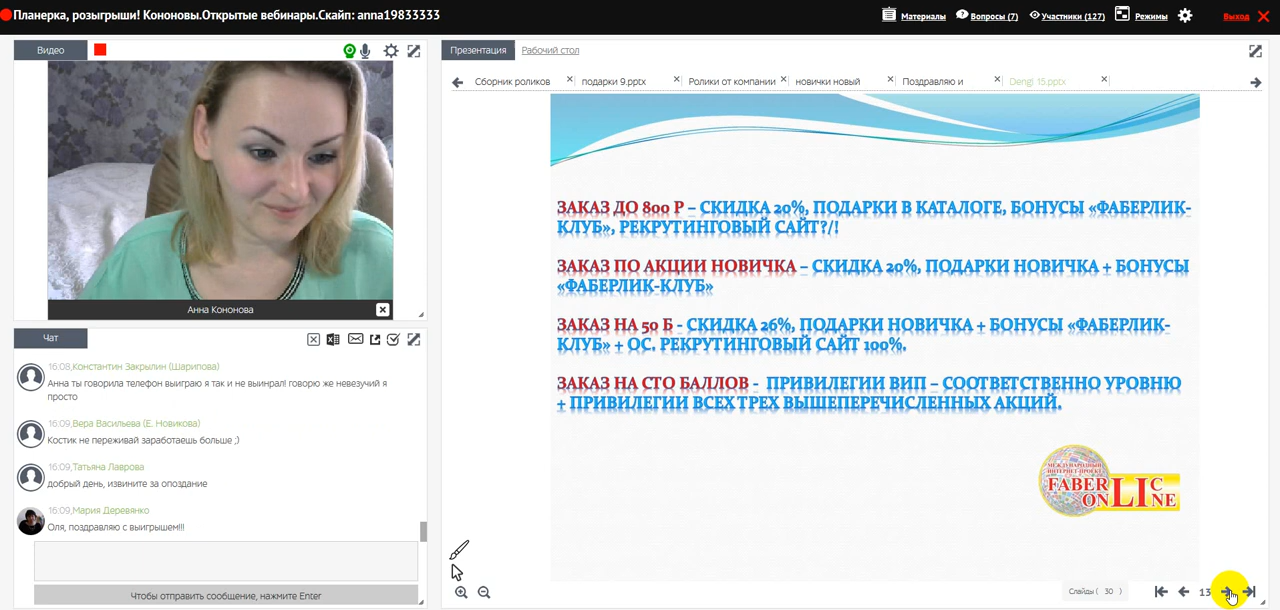 Планерка, розыгрыши! Кононовы.Открытые вебинары.Скайп: anna19833333
Материалы
Вопросы (7)
Участники (127)
Режимы
Выход
Видео
Анна Кононова
Чат
16:08,Константин Закрылин (Шарипова)
Анна ты говорила телефон выиграю я так и не выинрал! говорю же невезучий я
просто
16:09,Вера Васильева (Е. Новикова)
Костик не переживай заработаешь больше ;)
16:09,Татьяна Лаврова
добрый день, извините за опоздание
16:09,Мария Деревянко
Оля, поздравляю с выигрышем!!!
Чтобы отправить сообщение, нажмите Enter
Презентация
Рабочий стол
Сборник роликов
подарки 9.pptx
Ролики от компании
новички новый
Поздравляю и
Dengi 15.pptx
ЗАКАЗ ДО 800 Р – СКИДКА 20%, ПОДАРКИ В КАТАЛОГЕ, БОНУСЫ «ФАБЕРЛИК-
КЛУБ», РЕКРУТИНГОВЫЙ САЙТ?/!
ЗАКАЗ ПО АКЦИИ НОВИЧКА – СКИДКА 20%, ПОДАРКИ НОВИЧКА + БОНУСЫ
«ФАБЕРЛИК-КЛУБ»
ЗАКАЗ НА 50 Б - СКИДКА 26%, ПОДАРКИ НОВИЧКА + БОНУСЫ «ФАБЕРЛИК-
КЛУБ» + ОС. РЕКРУТИНГОВЫЙ САЙТ 100%.
ЗАКАЗ НА СТО БАЛЛОВ - ПРИВИЛЕГИИ ВИП – СООТВЕТСТВЕННО УРОВНЮ
+ ПРИВИЛЕГИИ ВСЕХ ТРЕХ ВЫШЕПЕРЕЧИСЛЕННЫХ АКЦИЙ.
МЕЖДУНАРОДНЫЙ
ИНТЕРНЕТ-ПРОЕКТ
FABERLIC
ONLINE
Слайды ( 30 )
13